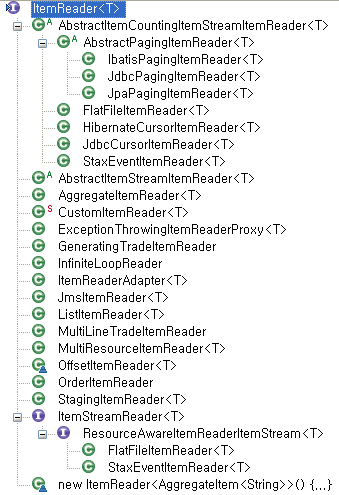 ItemReader<T>
AbstractItemCountingItemStreamItemReader<T>
AbstractPagingItemReader<T>
IbatisPagingItemReader<T>
JdbcPagingItemReader<T>
JpaPagingItemReader<T>
FlatFileItemReader<T>
HibernateCursorItemReader<T>
JdbcCursorItemReader<T>
StaxEventItemReader<T>
AbstractItemStreamItemReader<T>
AggregateItemReader<T>
CustomItemReader<T>
ExceptionThrowingItemReaderProxy<T>
GeneratingTradeItemReader
InfiniteLoopReader
ItemReaderAdapter<T>
JmsItemReader<T>
ListItemReader<T>
MultiLineTradeItemReader
MultiResourceItemReader<T>
OffsetItemReader<T>
OrderItemReader
StagingItemReader<T>
ItemStreamReader<T>
ResourceAwareItemReaderItemStream<T>
FlatFileItemReader<T>
StaxEventItemReader<T>
new ItemReader<AggregateItem<String>>() {...}